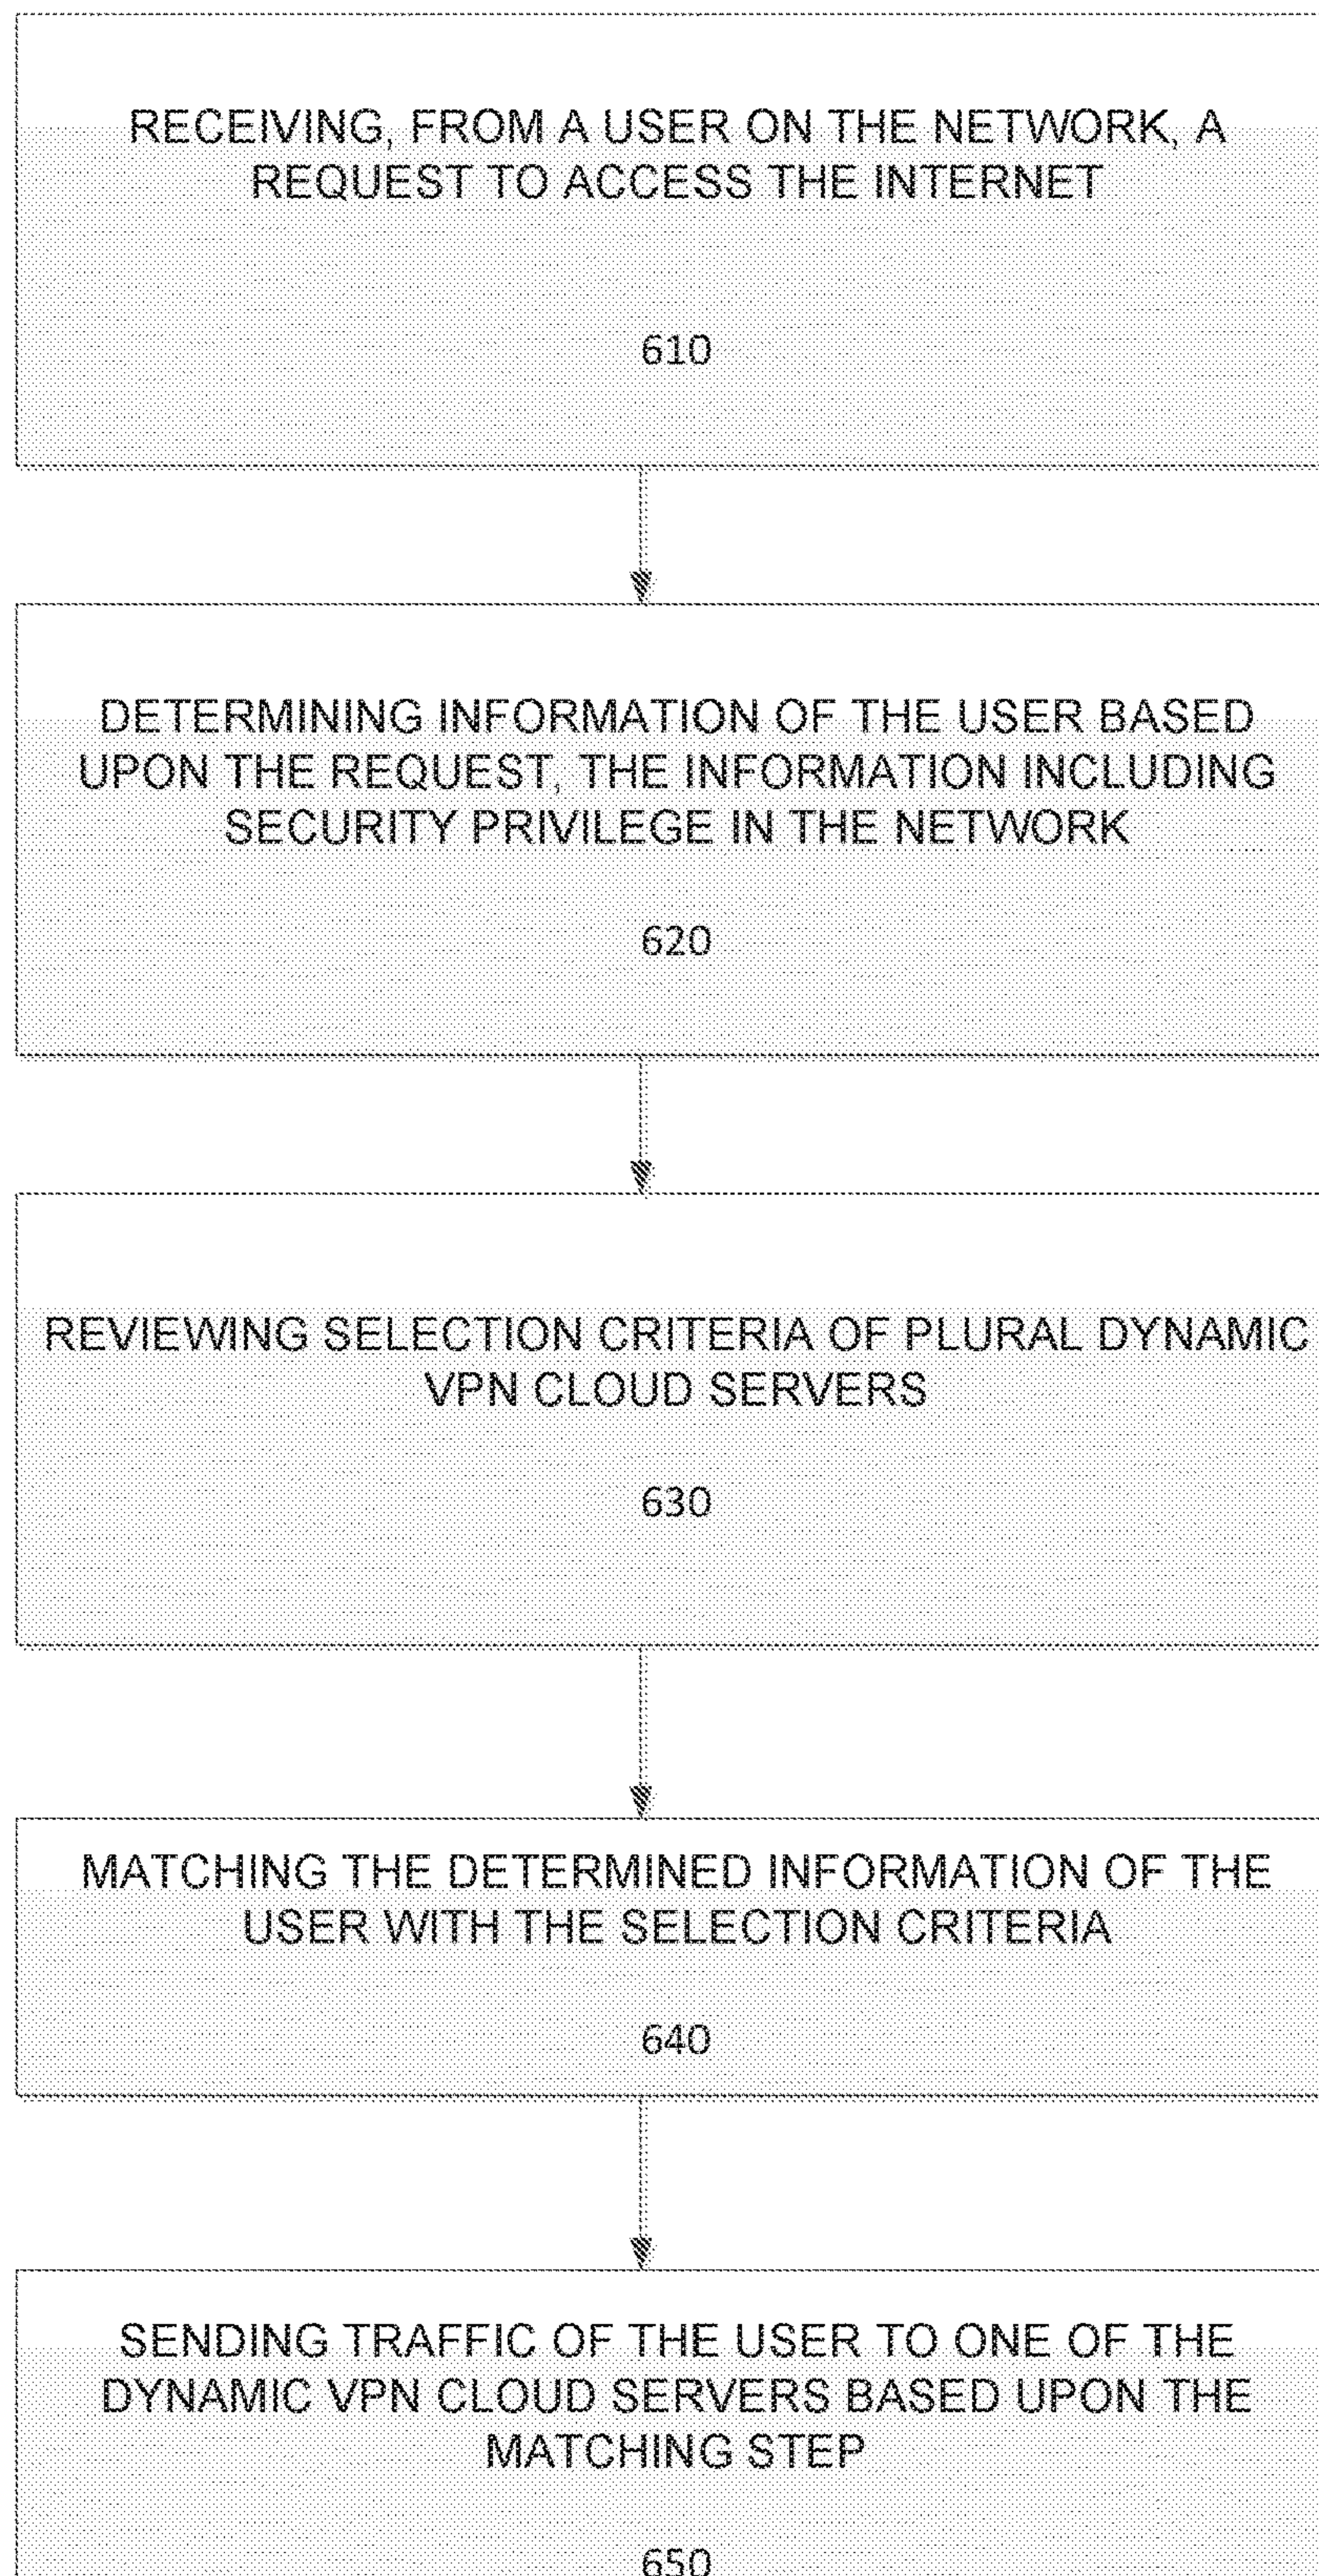 RECEIVING, FROM A USER ON THE NETWORK, A
REQUEST TO ACCESS THE INTERNET
610
DETERMINING INFORMATION OF THE USER BASED
UPON THE REQUEST, THE INFORMATION INCLUDING
SECURITY PRIVILEGE IN THE NETWORK
620
REVIEWING SELECTION CRITERIA OF PLURAL DYNAMIC
VPN CLOUD SERVERS
630
MATCHING THE DETERMINED INFORMATION OF THE
USER WITH THE SELECTION CRITERIA
640
SENDING TRAFFIC OF THE USER TO ONE OF THE
DYNAMIC VPN CLOUD SERVERS BASED UPON THE
MATCHING STEP
650